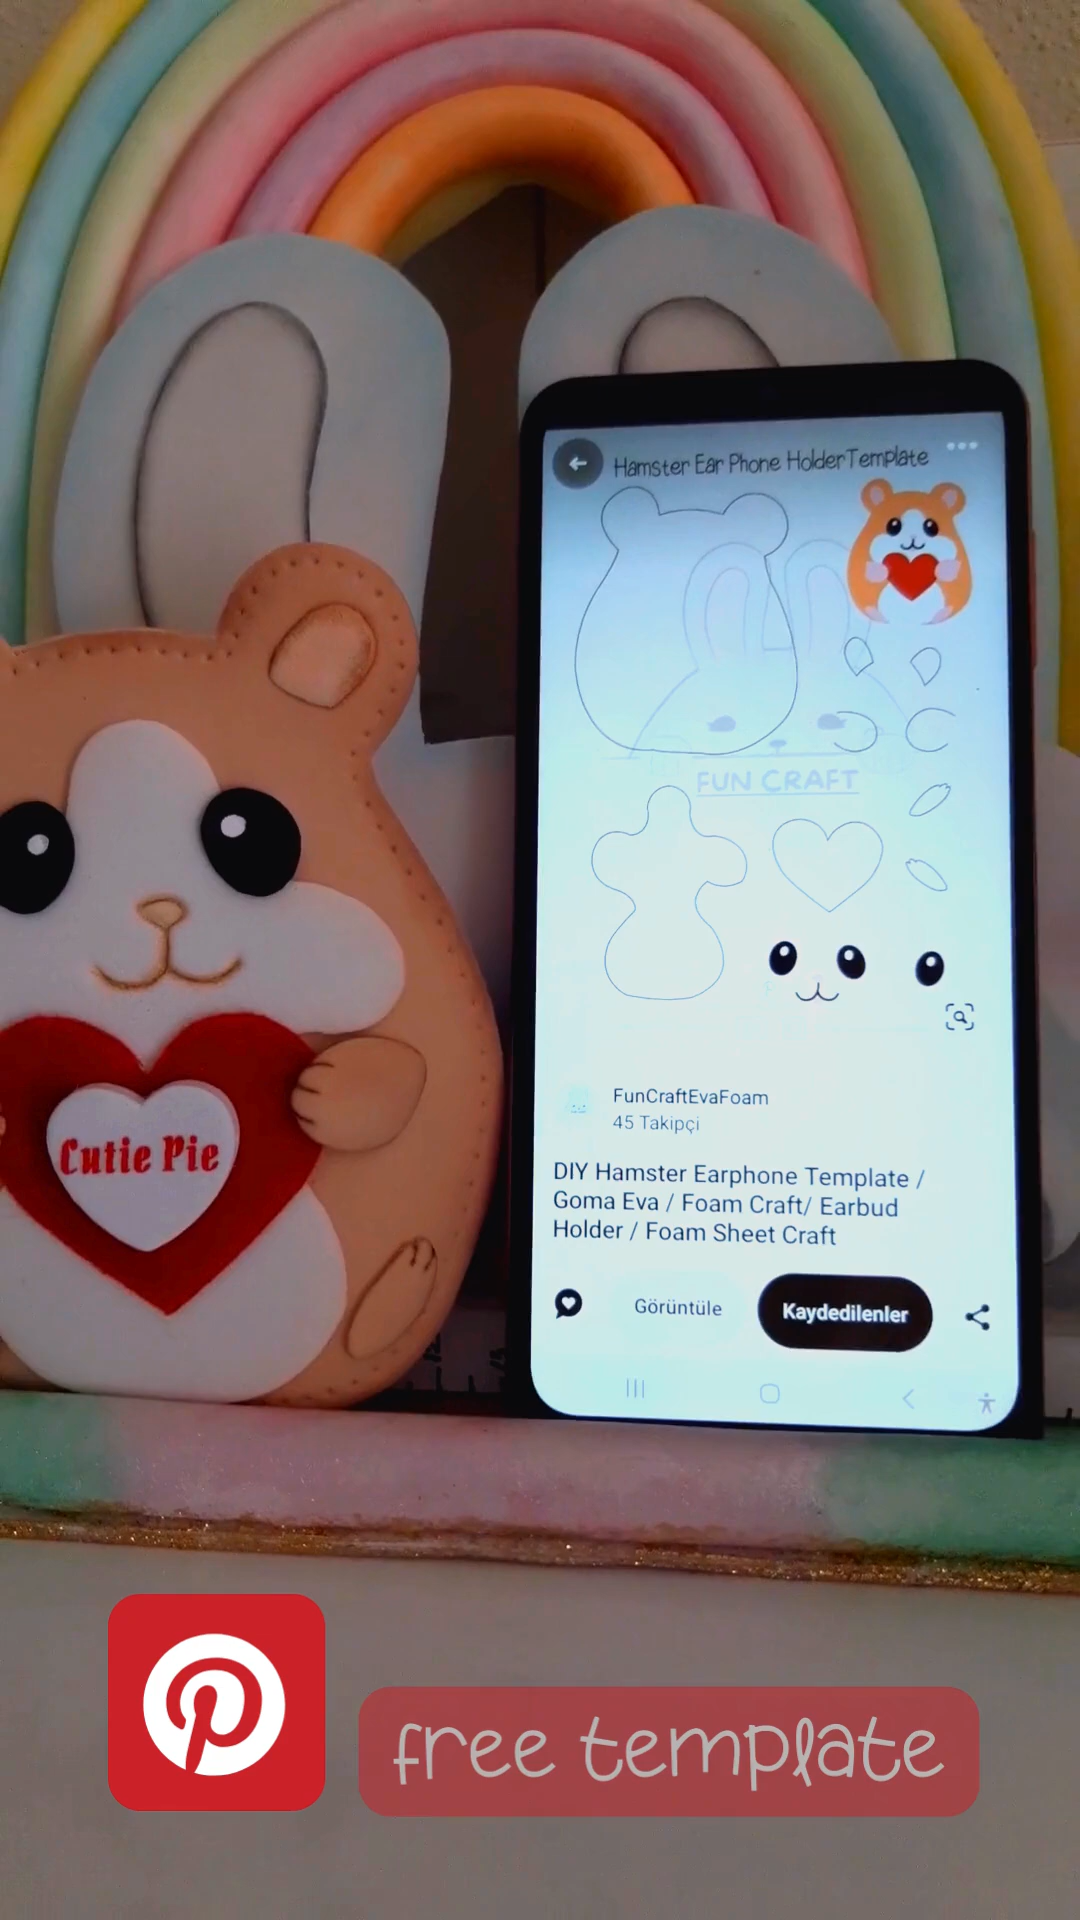 Hamster Ear Phone Holder Template
FUN CRAFT
Cutie Pie
FunCraftEvaFoam
45 Takipçi
DIY Hamster Earphone Template /
Goma Eva / Foam Craft/ Earbud
Holder / Foam Sheet Craft
Görüntüle
Kaydedilenler
free template